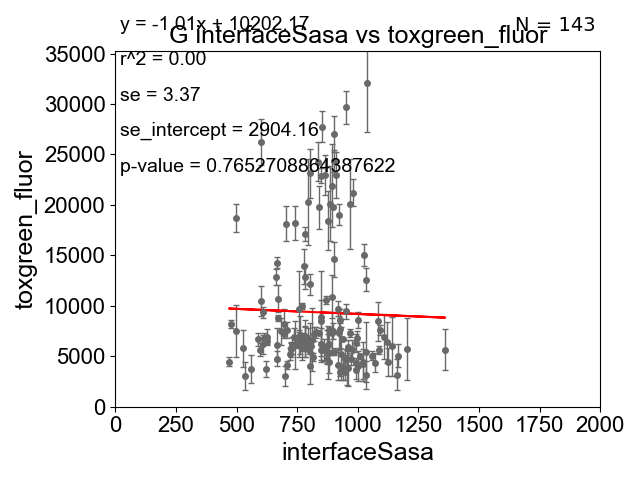 y = -1.01x + 10202.17
N = 143
G InterfaceSasa vs toxgreen_fluor
r^2 = 0.00
se = 3.37
se_intercept = 2904.16
p-value = 0.7652708864387622
toxgreen_fluor
35000
30000
25000
20000
15000
10000
5000
0
0 250 500 750 1000 1250 1500 1750 2000
interfaceSasa